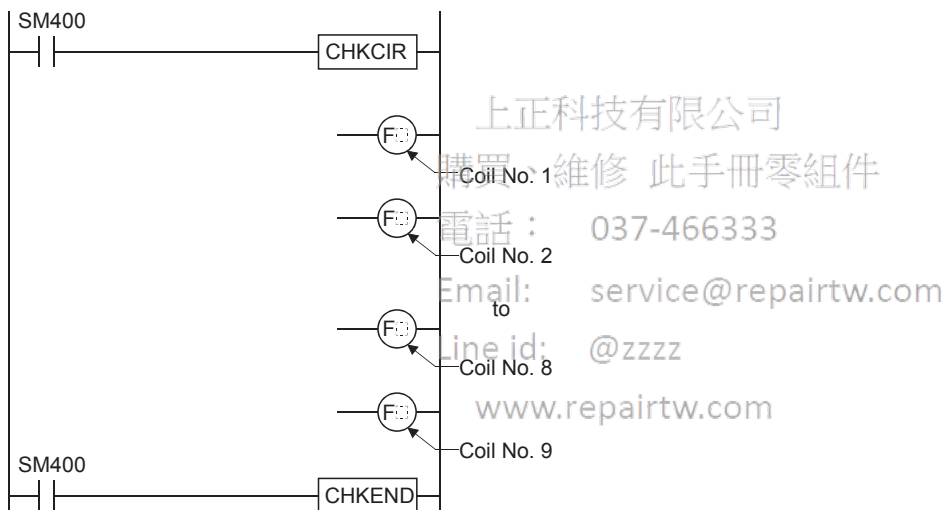 SM400
CHKCIR
上正科技有限公司
F
Coil No. 1
購買、維修 此手冊零組件
F
電話： 037-466333
Coil No. 2
Email: service@repairtw.com
to
F
Line id: @zzzz
Coil No. 8
F
www.repairtw.com
Coil No. 9
SM400
CHKEND